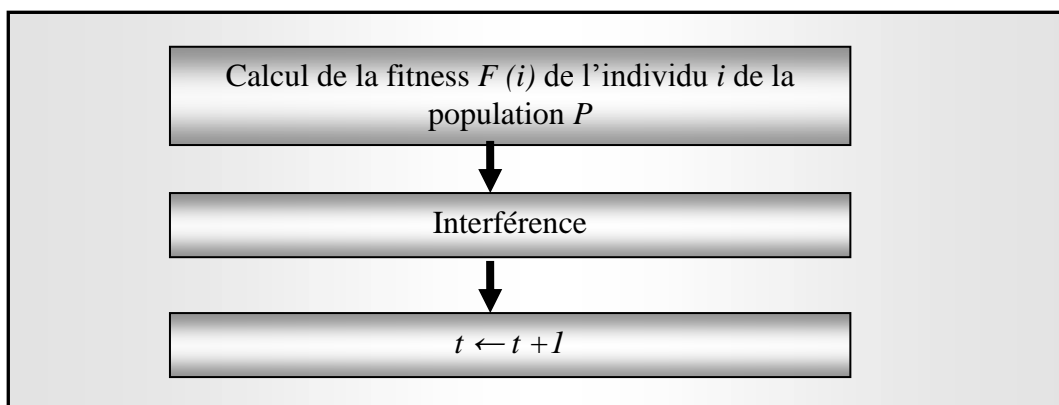 Calcul de la fitness F (i) de l’individu i de la
population P
Interférence
t ← t +1